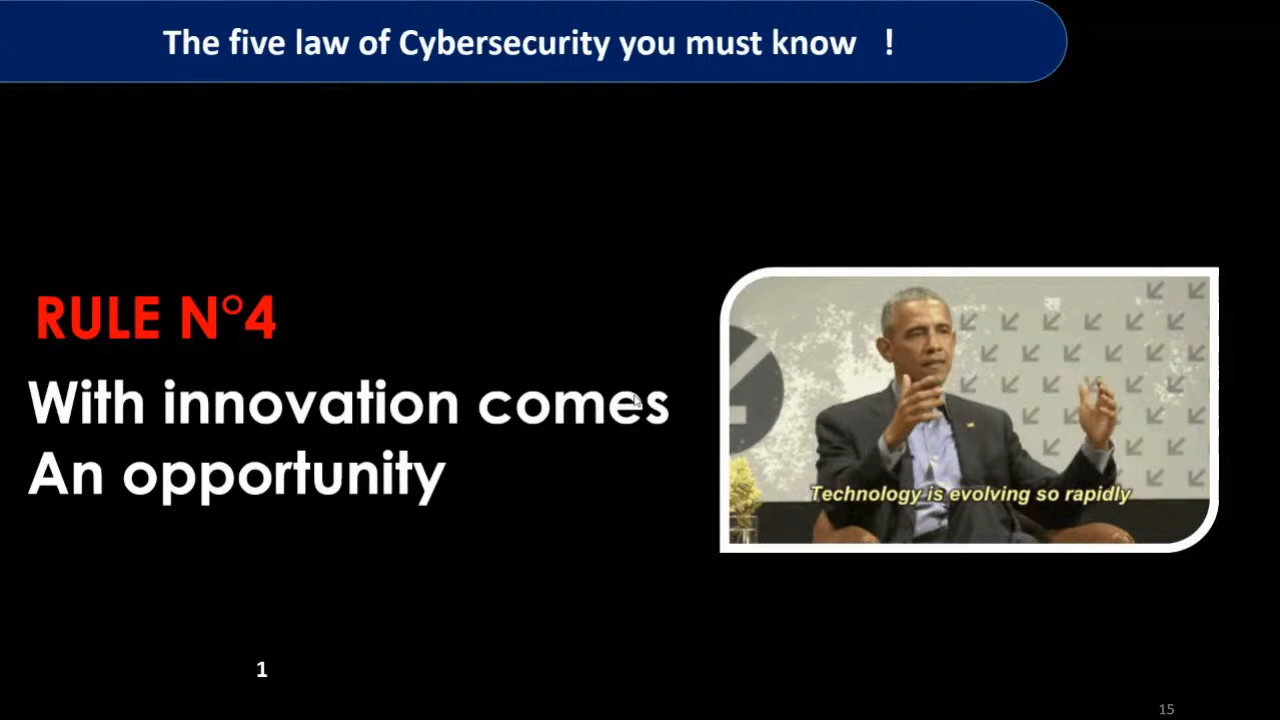 The five law of Cybersecurity you must know !
RULE N°4
With innovation comes
An opportunity
Technology is evolving so rapidly
1
15